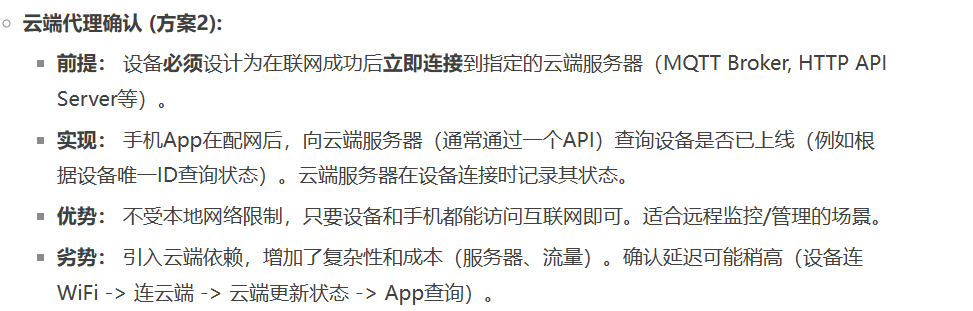 云端代理确认 (方案2):
前提： 设备必须设计为在联网成功后立即连接到指定的云端服务器（MQTT Broker, HTTP API
Server等）。
实现： 手机App在配网后，向云端服务器（通常通过一个API）查询设备是否已上线（例如根
据设备唯一ID查询状态）。云端服务器在设备连接时记录其状态。
优势： 不受本地网络限制，只要设备和手机都能访问互联网即可。适合远程监控/管理的场景。
劣势： 引入云端依赖，增加了复杂性和成本（服务器、流量）。确认延迟可能稍高（设备连
WiFi -> 连云端 -> 云端更新状态 -> App查询）。